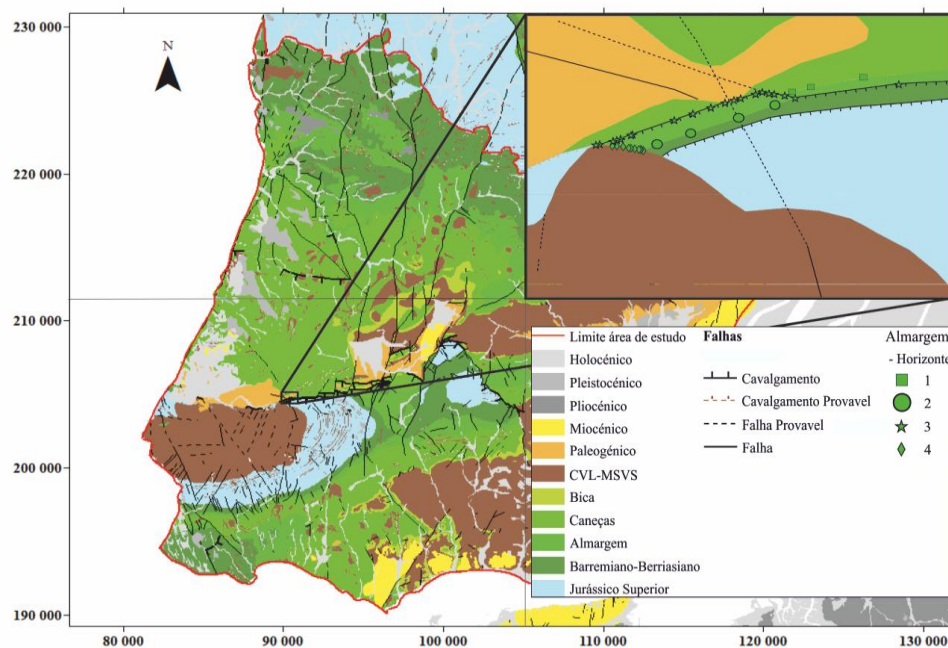 230 000
N
220 000
210 000
200 000
190 000
80 000
90 000
100 000
110 000
120 000
130 000
Limite área de estudo
Holocénico
Pleistocénico
Pliocénico
Miocénico
Paleogénico
CVL-MSVS
Bica
Caneças
Almargem
Barremiano-Berriasiano
Jurássico Superior
Falhas
Cavalgamento
Cavalgamento Provavel
Falha Provavel
Falha
Almargem
- Horizonte
1
2
3
4